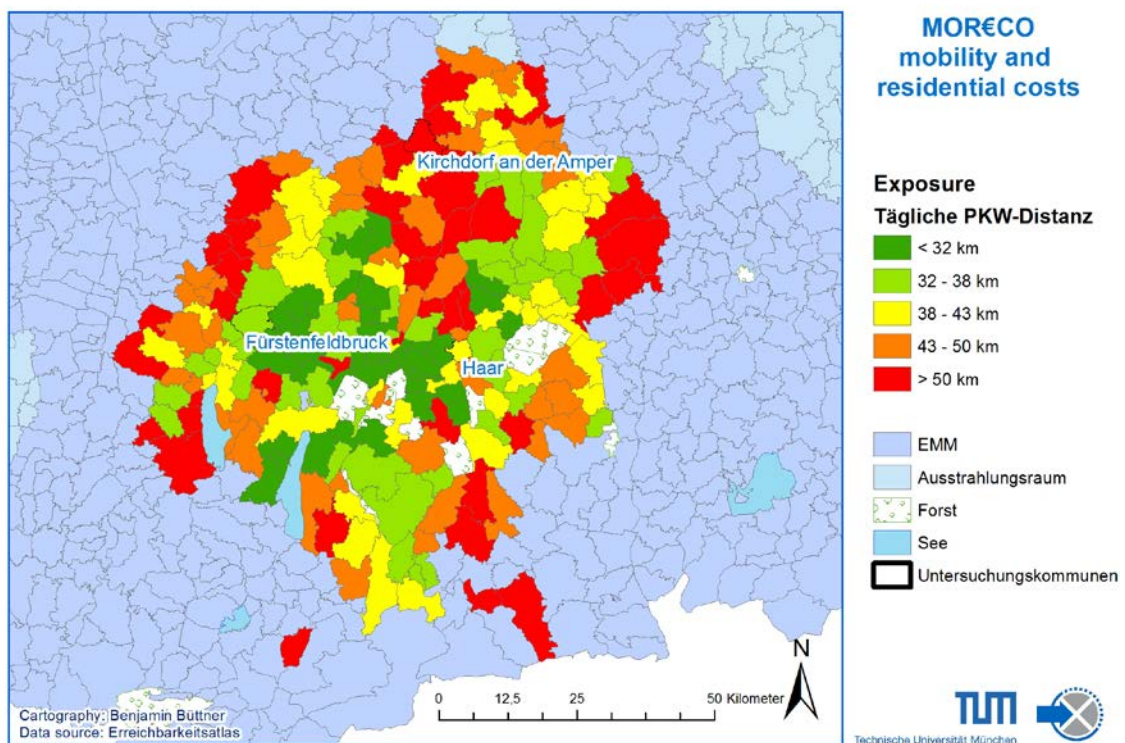 MOR€CO
mobility and
residential costs
Kirchdorf an der Amper
Fürstenfeldbruck
Haar
Exposure
Tägliche PKW-Distanz
< 32 km
32 - 38 km
38 - 43 km
43 - 50 km
> 50 km
EMM
Ausstrahlungsraum
Forst
See
Untersuchungskommunen
N
0 12,5 25 50 Kilometer
Cartography: Benjamin Büttner
Data source: Erreichbarkeitsatlas
TUM
Technische Universität München